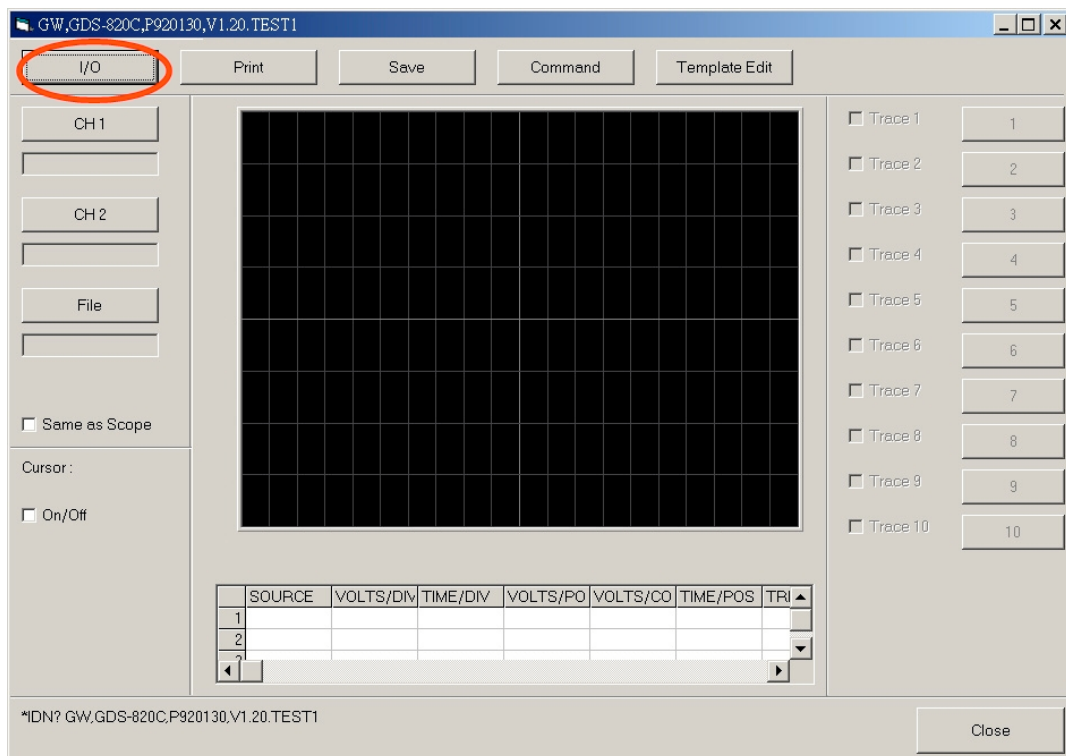 GW,GDS-820C,P920130,V1.20.TEST1
I/O Print Save Command Template Edit
CH 1
CH 2
File
Same as Scope
Cursor :
On/Off
Trace 1 1
Trace 2 2
Trace 3 3
Trace 4 4
Trace 5 5
Trace 6 6
Trace 7 7
Trace 8 8
Trace 9 9
Trace 10 10
SOURCE VOLTS/DIV TIME/DIV VOLTS/PO VOLTS/CO TIME/POS TRI
1
2
3
*IDN? GW,GDS-820C,P920130,V1.20.TEST1
Close